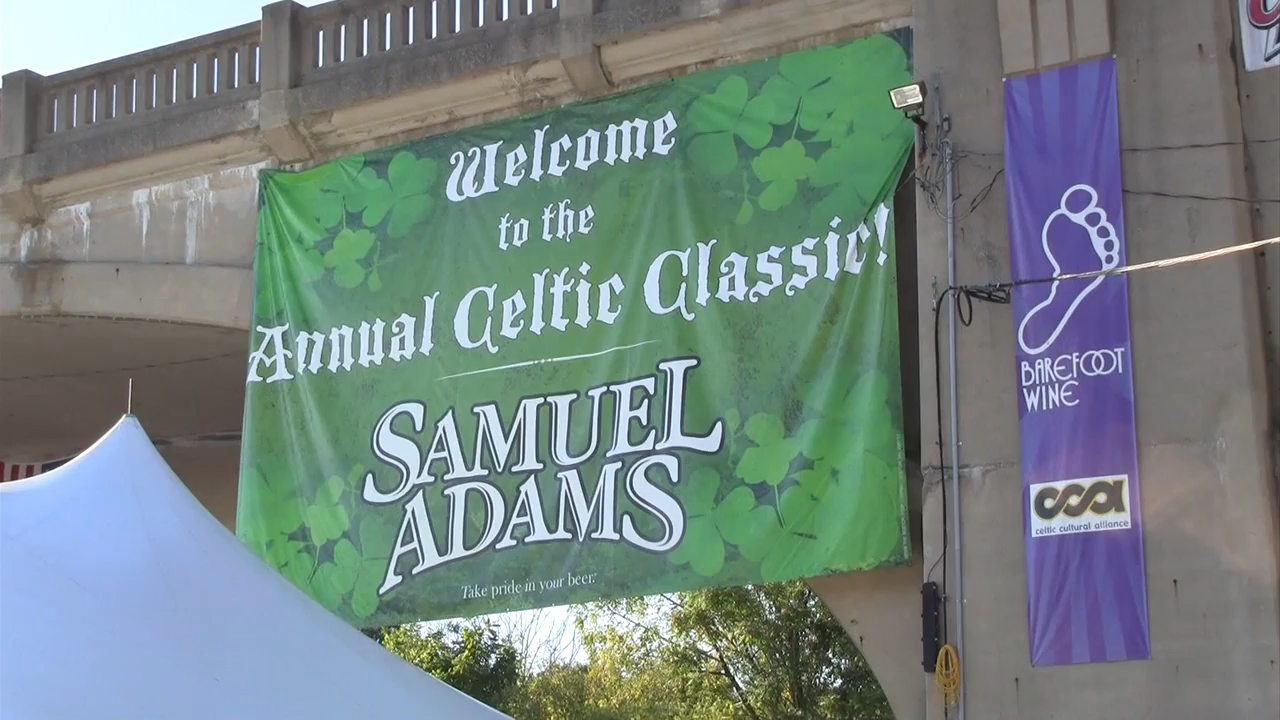 Welcome
to the
Annual Celtic Classic!
SAMUEL
ADAMS
Take pride in your beer.
BAREFOOT
WINE
cca
celtic cultural alliance